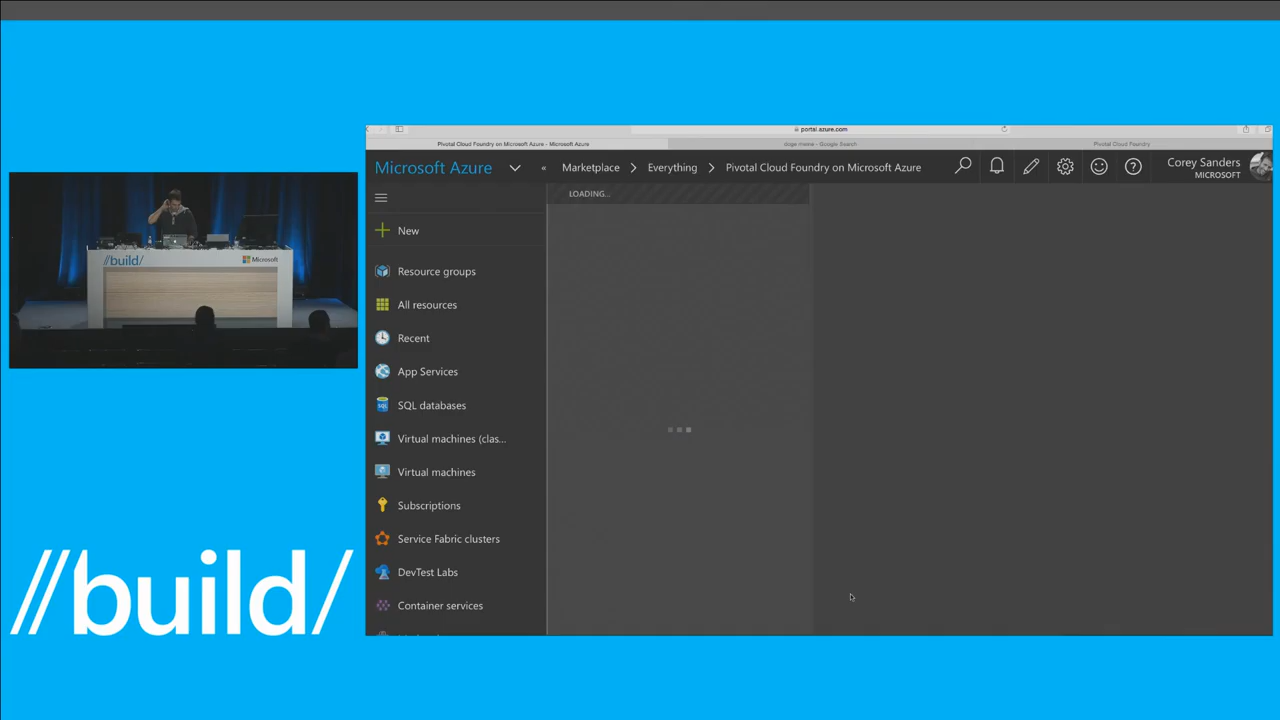 portal.azure.com
Pivotal Cloud Foundry on Microsoft Azure - Microsoft Azure
doge meme - Google Search
Pivotal Cloud Foundry
Microsoft Azure
«
Marketplace > Everything > Pivotal Cloud Foundry on Microsoft Azure
Corey Sanders
MICROSOFT
LOADING...
New
Resource groups
All resources
Recent
App Services
SQL databases
Virtual machines (clas...
Virtual machines
Subscriptions
Service Fabric clusters
DevTest Labs
Container services
//build/
Microsoft
//build/